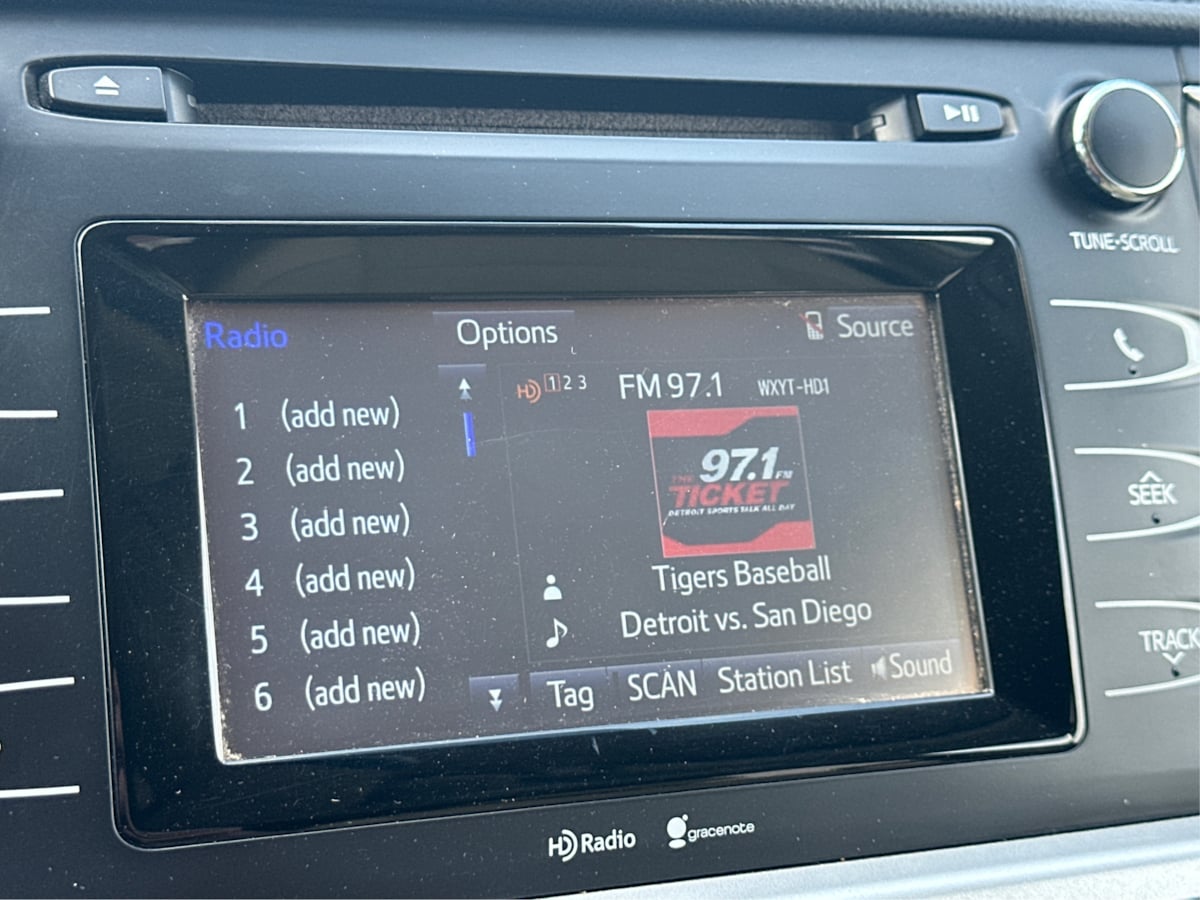 TUNE•SCROLL
Radio
Options
Source
HD 1 2 3
FM 97.1
WXYT-HD1
1 (add new)
2 (add new)
3 (add new)
4 (add new)
5 (add new)
6 (add new)
97.1 FM
THE
TICKET
DETROIT SPORTS TALK ALL DAY
Tigers Baseball
Detroit vs. San Diego
Tag
SCAN
Station List
Sound
SEEK
TRACK
HD Radio
gracenote